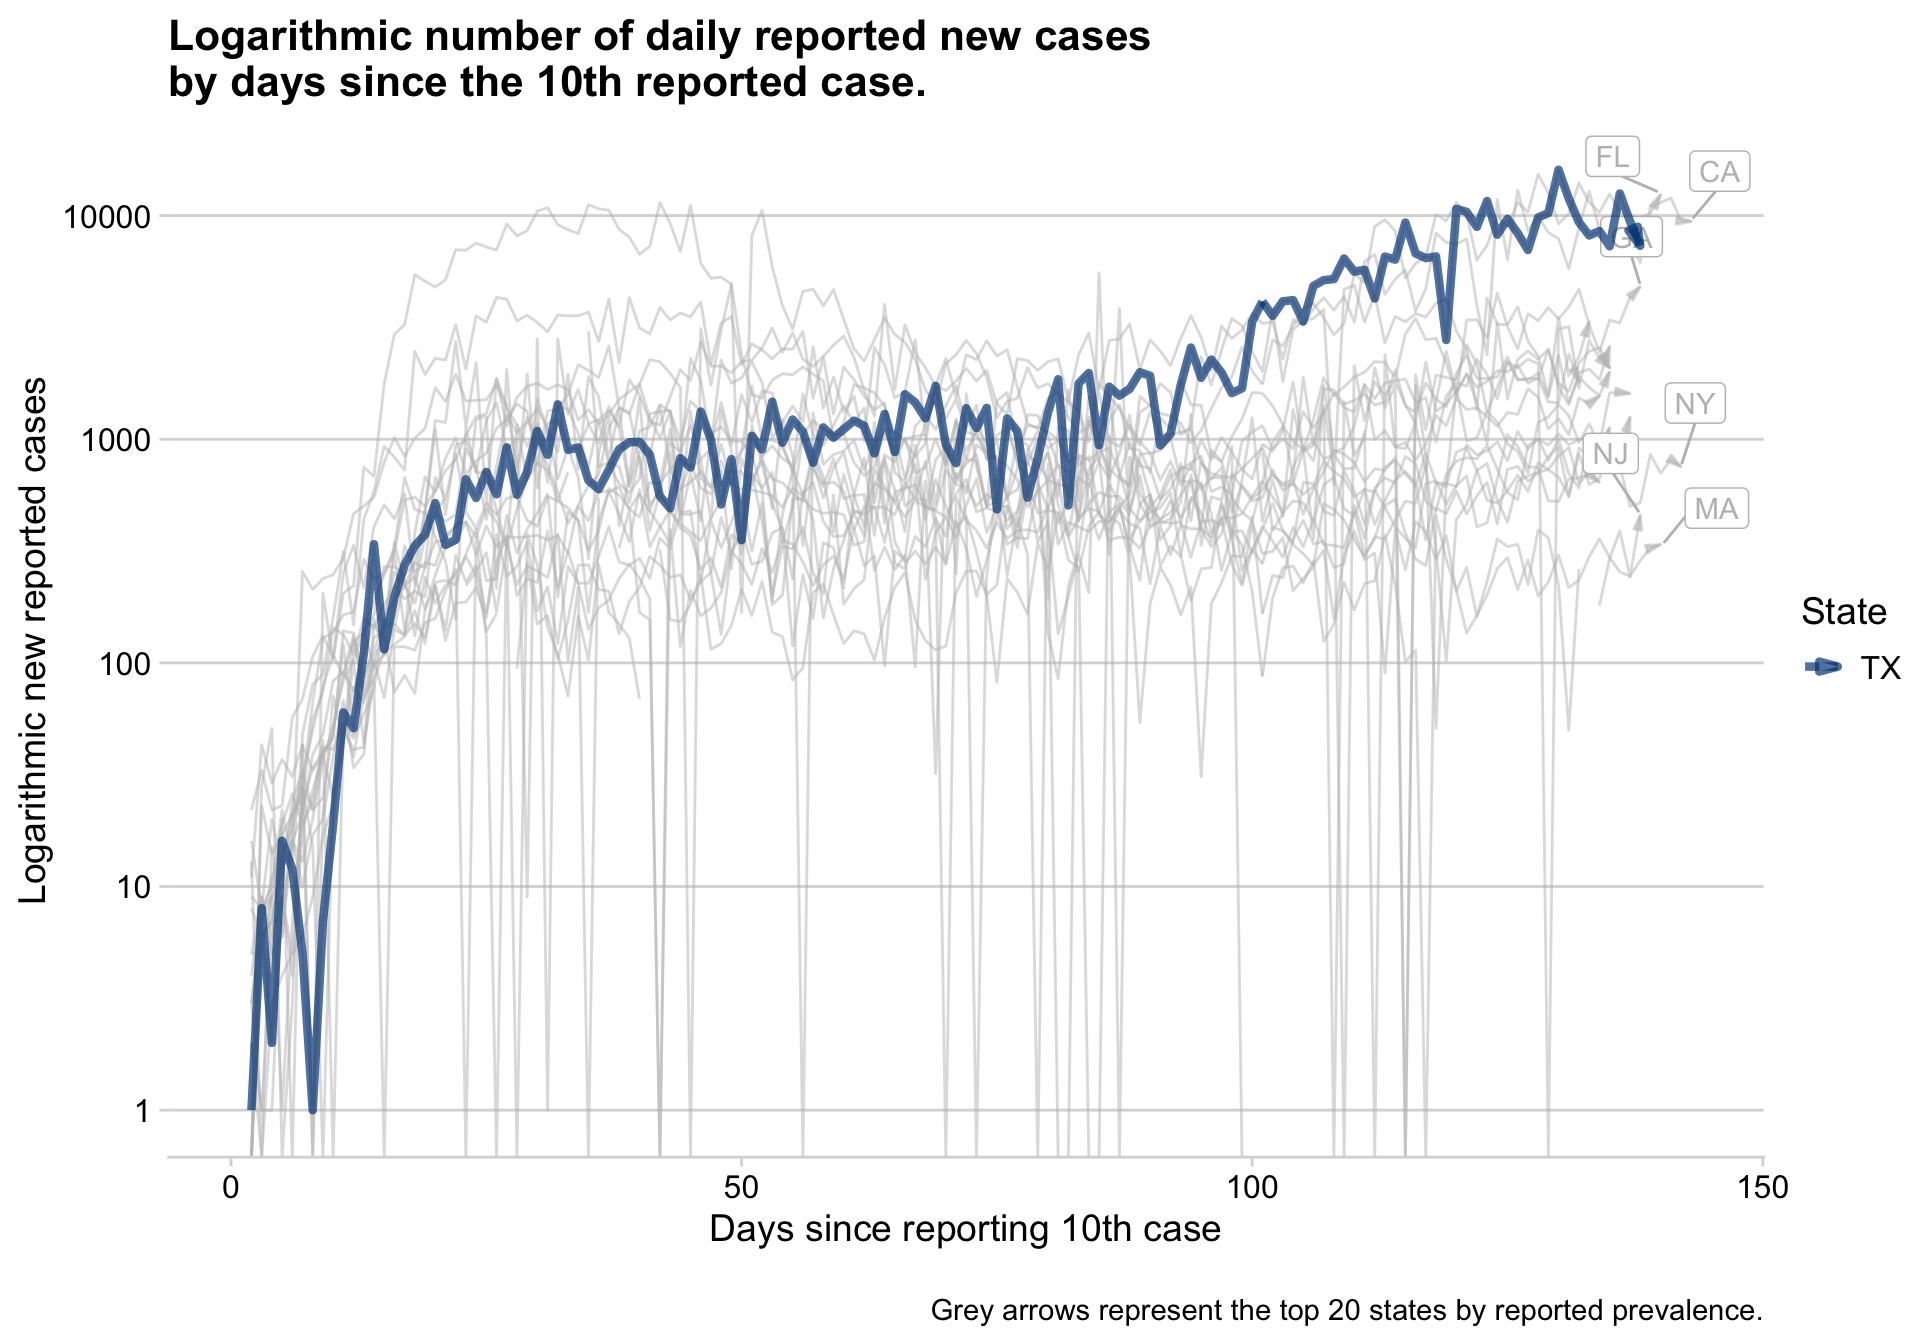 Logarithmic number of daily reported new cases
by days since the 10th reported case.
FL
CA
10000
GA
NY
1000
NJ
MA
Logarithmic new reported cases
State
TX
100
10
1
0
50
100
150
Days since reporting 10th case
Grey arrows represent the top 20 states by reported prevalence.